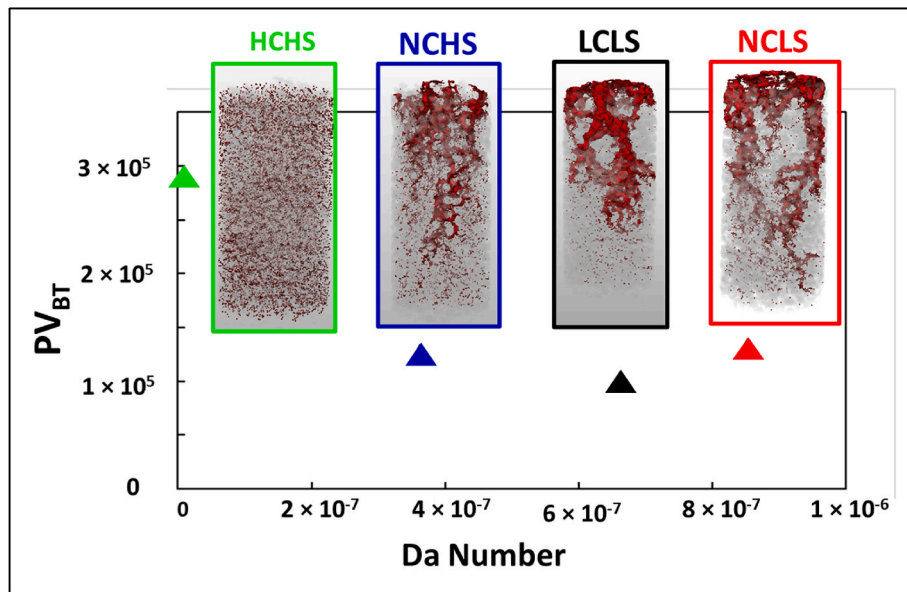 HCHS NCHS LCLS NCLS
3 × 10⁵
2 × 10⁵
1 × 10⁵
0
PV_BT
0 2 × 10⁻⁷ 4 × 10⁻⁷ 6 × 10⁻⁷ 8 × 10⁻⁷ 1 × 10⁻⁶
Da Number